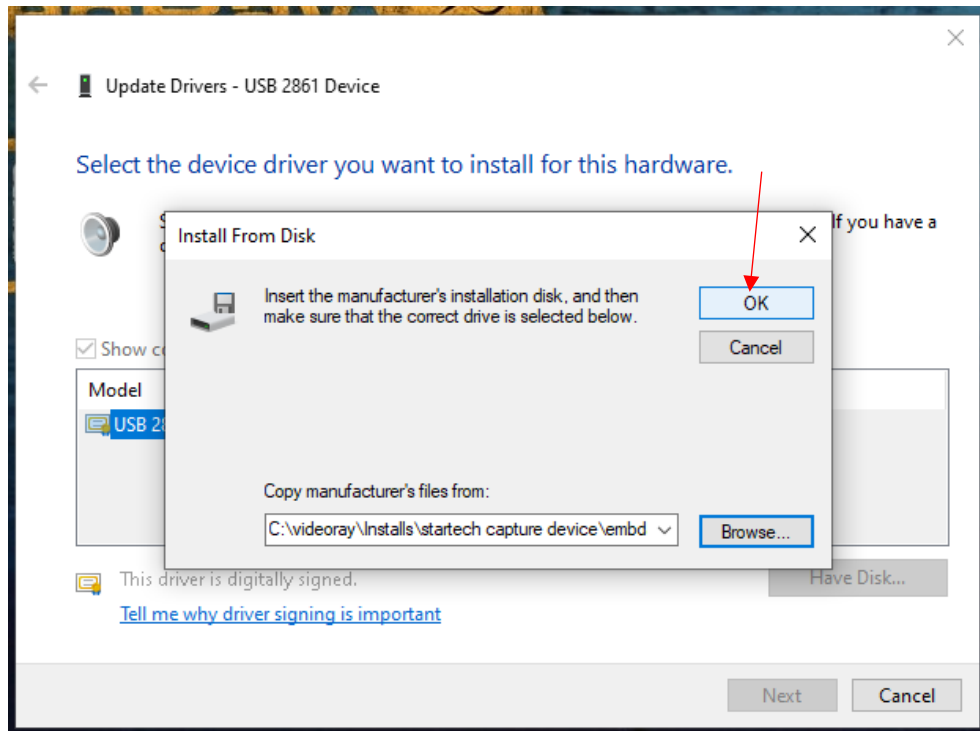 Update Drivers - USB 2861 Device
Select the device driver you want to install for this hardware.
If you have a
Install From Disk
Insert the manufacturer's installation disk, and then
make sure that the correct drive is selected below.
OK
Cancel
Show
Model
USB
Copy manufacturer's files from:
C:\videoray\Installs\startech capture device\embd
Browse...
This driver is digitally signed.
Have Disk...
Tell me why driver signing is important
Next
Cancel